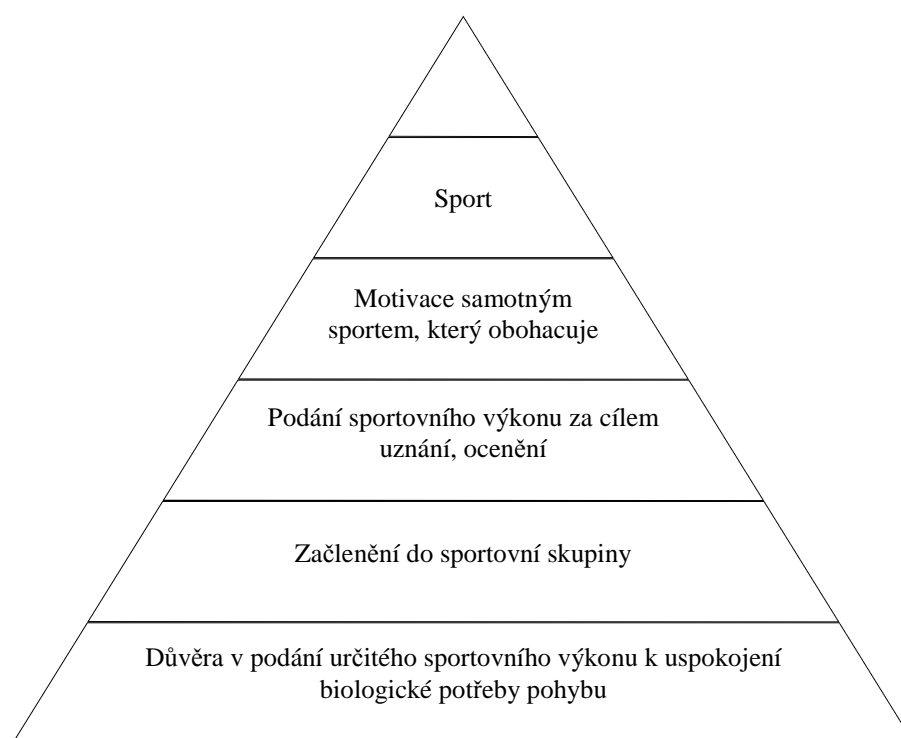 Sport
Motivace samotným
sportem, který obohacuje
Podání sportovního výkonu za cílem
uznání, ocenění
Začlenění do sportovní skupiny
Důvěra v podání určitého sportovního výkonu k uspokojení
biologické potřeby pohybu